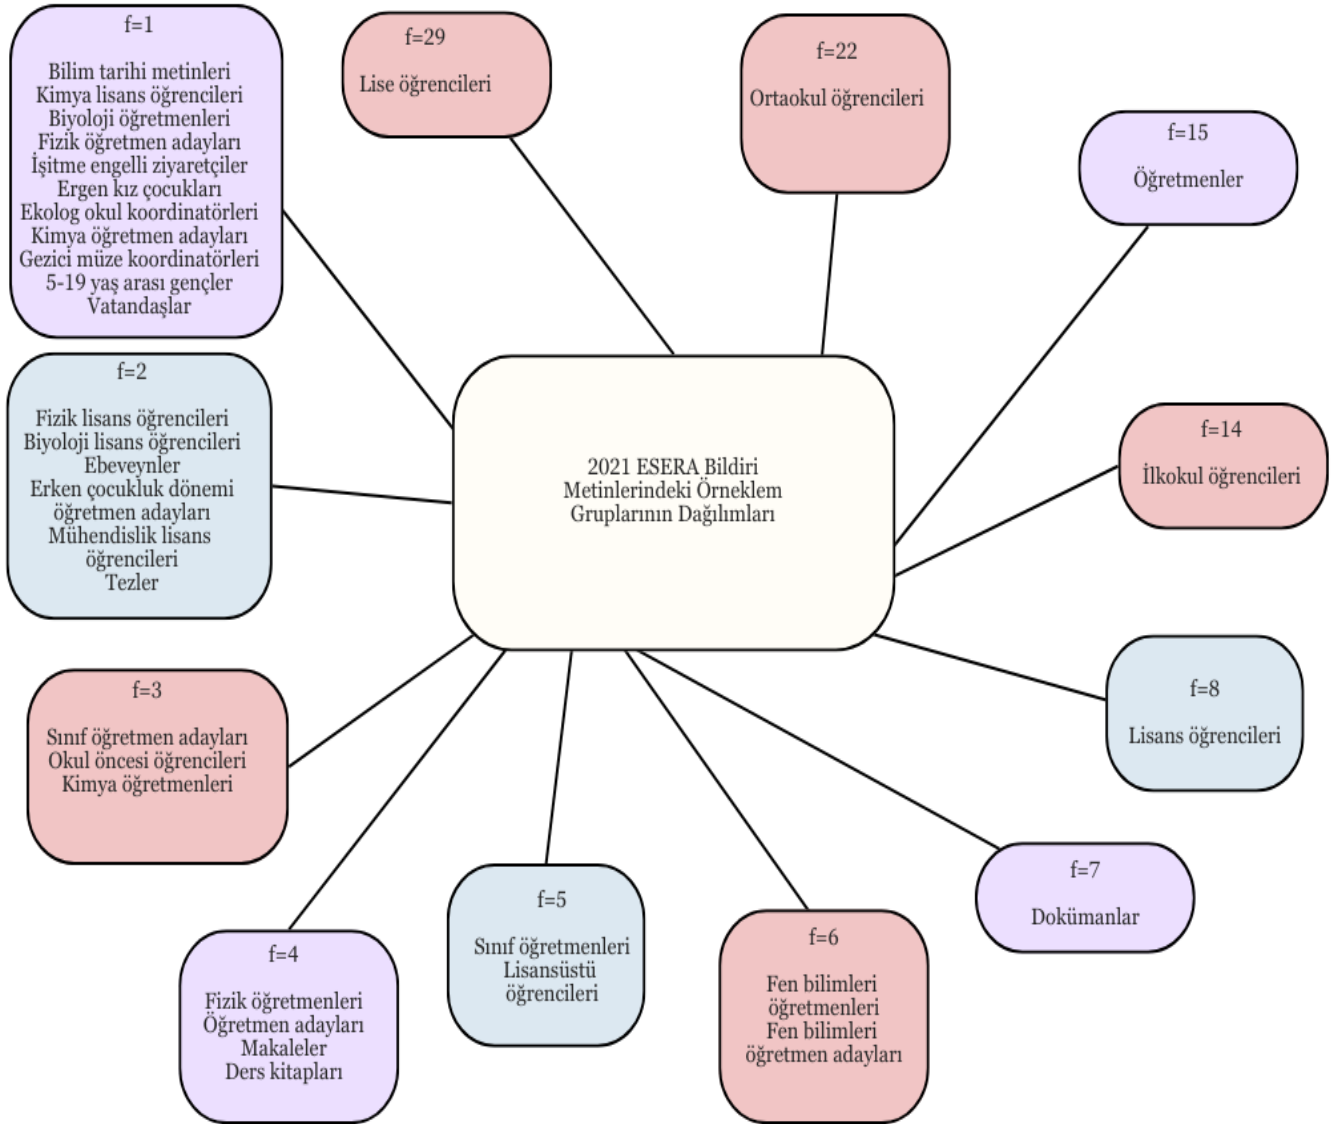 f=1
Bilim tarihi metinleri
Kimya lisans öğrencileri
Biyoloji öğretmenleri
Fizik öğretmen adayları
İşitme engelli ziyaretçiler
Ergen kız çocukları
Ekolog okul koordinatörleri
Kimya öğretmen adayları
Gezici müze koordinatörleri
5-19 yaş arası gençler
Vatandaşlar
f=29
Lise öğrencileri
f=22
Ortaokul öğrencileri
f=15
Öğretmenler
f=2
Fizik lisans öğrencileri
Biyoloji lisans öğrencileri
Ebeveynler
Erken çocukluk dönemi
öğretmen adayları
Mühendislik lisans
öğrencileri
Tezler
2021 ESERA Bildiri
Metinlerindeki Örneklem
Gruplarının Dağılımları
f=14
İlkokul öğrencileri
f=3
Sınıf öğretmen adayları
Okul öncesi öğrencileri
Kimya öğretmenleri
f=8
Lisans öğrencileri
f=4
Fizik öğretmenleri
Öğretmen adayları
Makaleler
Ders kitapları
f=5
Sınıf öğretmenleri
Lisansüstü
öğrencileri
f=6
Fen bilimleri
öğretmenleri
Fen bilimleri
öğretmen adayları
f=7
Dokümanlar